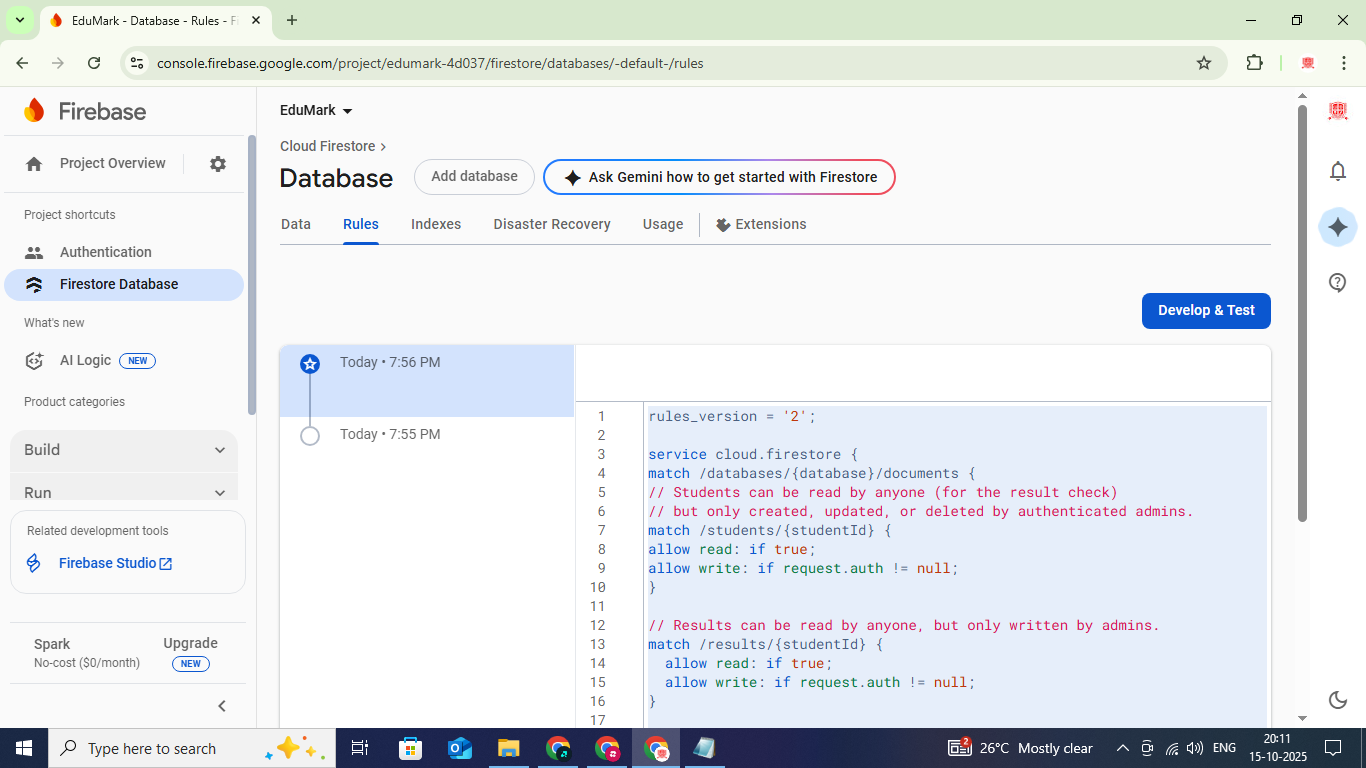 EduMark - Database - Rules - Fi
console.firebase.google.com/project/edumark-4d037/firestore/databases/-default-/rules
Firebase
Project Overview
Project shortcuts
Authentication
Firestore Database
What's new
AI Logic NEW
Product categories
Build
Run
Related development tools
Firebase Studio
Spark
No-cost ($0/month)
Upgrade
NEW
EduMark
Cloud Firestore
Database
Add database
Ask Gemini how to get started with Firestore
Data Rules Indexes Disaster Recovery Usage Extensions
Develop & Test
Today • 7:56 PM
Today • 7:55 PM
1 rules_version = '2';
2
3 service cloud.firestore {
4 match /databases/{database}/documents {
5 // Students can be read by anyone (for the result check)
6 // but only created, updated, or deleted by authenticated admins.
7 match /students/{studentId} {
8 allow read: if true;
9 allow write: if request.auth != null;
10 }
11
12 // Results can be read by anyone, but only written by admins.
13 match /results/{studentId} {
14 allow read: if true;
15 allow write: if request.auth != null;
16 }
17
Type here to search
2
26°C Mostly clear
ENG
20:11
15-10-2025